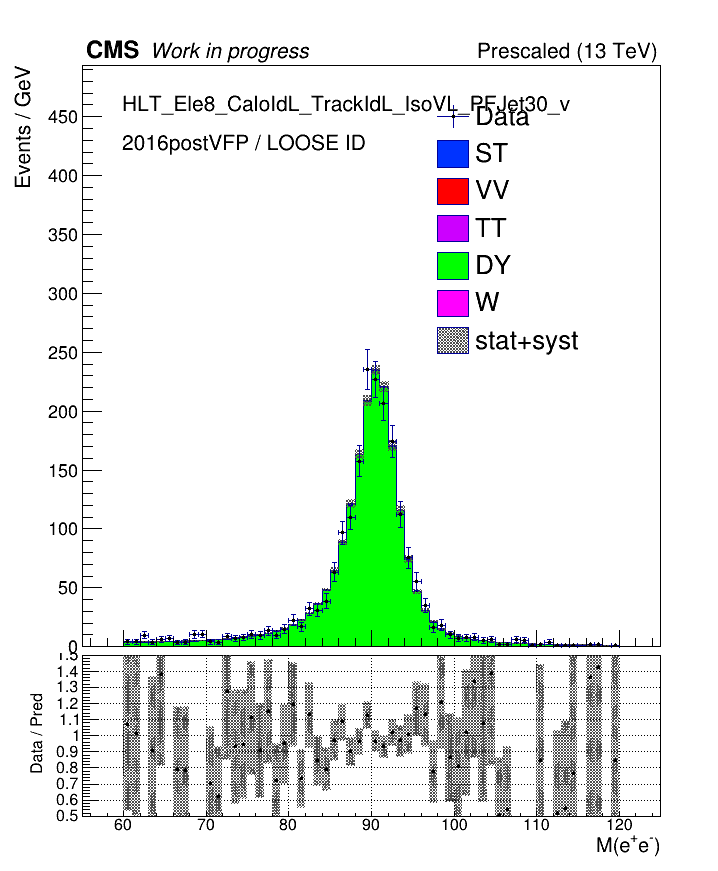 CMS Work in progress Prescaled (13 TeV)
Events / GeV
HLT_Ele8_CaloIdL_TrackIdL_IsoVL_PFJet30_v
2016postVFP / LOOSE ID
Data
ST
VV
TT
DY
W
stat+syst
450
400
350
300
250
200
150
100
50
0
Data / Pred
1.5
1.4
1.3
1.2
1.1
1
0.9
0.8
0.7
0.6
0.5
60 70 80 90 100 110 120
M(e⁺e⁻)